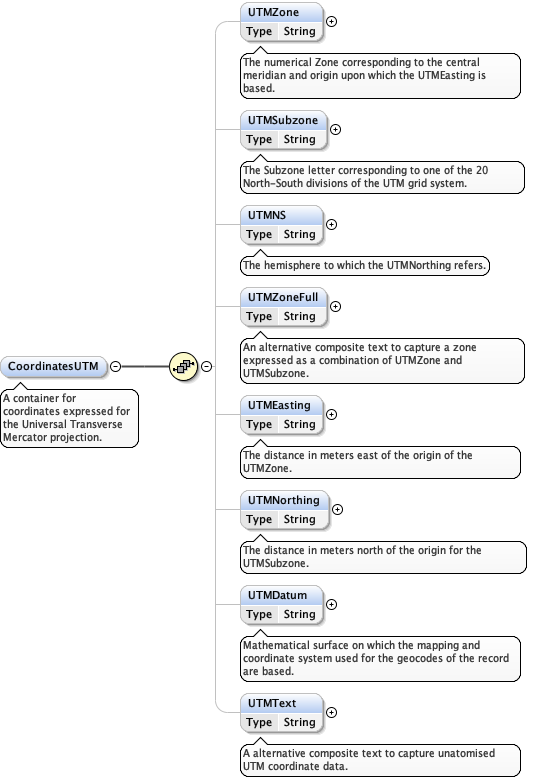 UTMZone
Type String
The numerical Zone corresponding to the central
meridian and origin upon which the UTMEasting is
based.
UTMSubzone
Type String
The Subzone letter corresponding to one of the 20
North-South divisions of the UTM grid system.
UTMNS
Type String
The hemisphere to which the UTMNorthing refers.
UTMZoneFull
Type String
An alternative composite text to capture a zone
expressed as a combination of UTMZone and
UTMSubzone.
CoordinatesUTM
A container for
coordinates expressed for
the Universal Transverse
Mercator projection.
UTMEasting
Type String
The distance in meters east of the origin of the
UTMZone.
UTMNorthing
Type String
The distance in meters north of the origin for the
UTMSubzone.
UTMDatum
Type String
Mathematical surface on which the mapping and
coordinate system used for the geocodes of the record
are based.
UTMText
Type String
A alternative composite text to capture unatomised
UTM coordinate data.